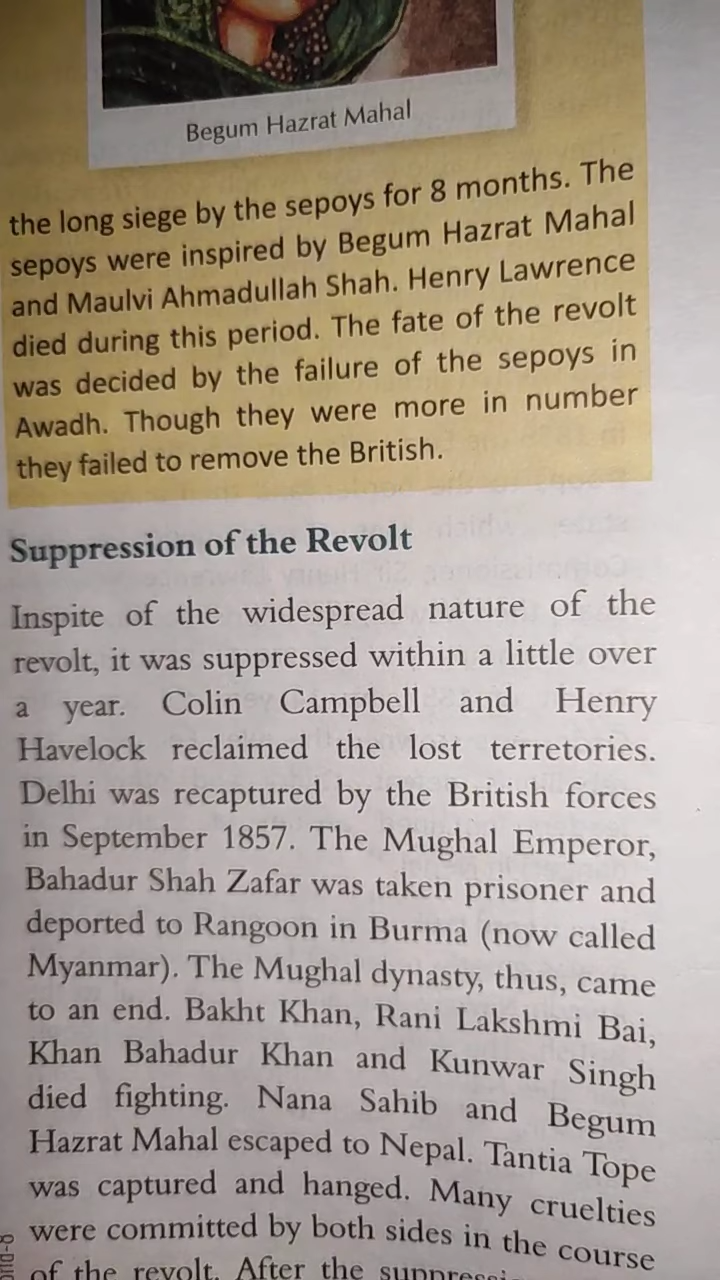 Begum Hazrat Mahal
the long siege by the sepoys for 8 months. The
sepoys were inspired by Begum Hazrat Mahal
and Maulvi Ahmadullah Shah. Henry Lawrence
died during this period. The fate of the revolt
was decided by the failure of the sepoys in
Awadh. Though they were more in number
they failed to remove the British.
Suppression of the Revolt
Inspite of the widespread nature of the
revolt, it was suppressed within a little over
a year. Colin Campbell and Henry
Havelock reclaimed the lost terretories.
Delhi was recaptured by the British forces
in September 1857. The Mughal Emperor,
Bahadur Shah Zafar was taken prisoner and
deported to Rangoon in Burma (now called
Myanmar). The Mughal dynasty, thus, came
to an end. Bakht Khan, Rani Lakshmi Bai,
Khan Bahadur Khan and Kunwar Singh
died fighting. Nana Sahib and Begum
Hazrat Mahal escaped to Nepal. Tantia Tope
was captured and hanged. Many cruelties
were committed by both sides in the course
of the revolt. After the